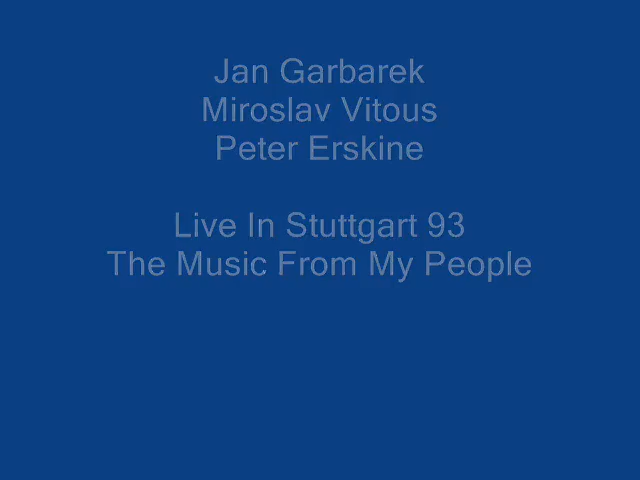 Jan Garbarek
Miroslav Vitous
Peter Erskine
Live In Stuttgart 93
The Music From My People